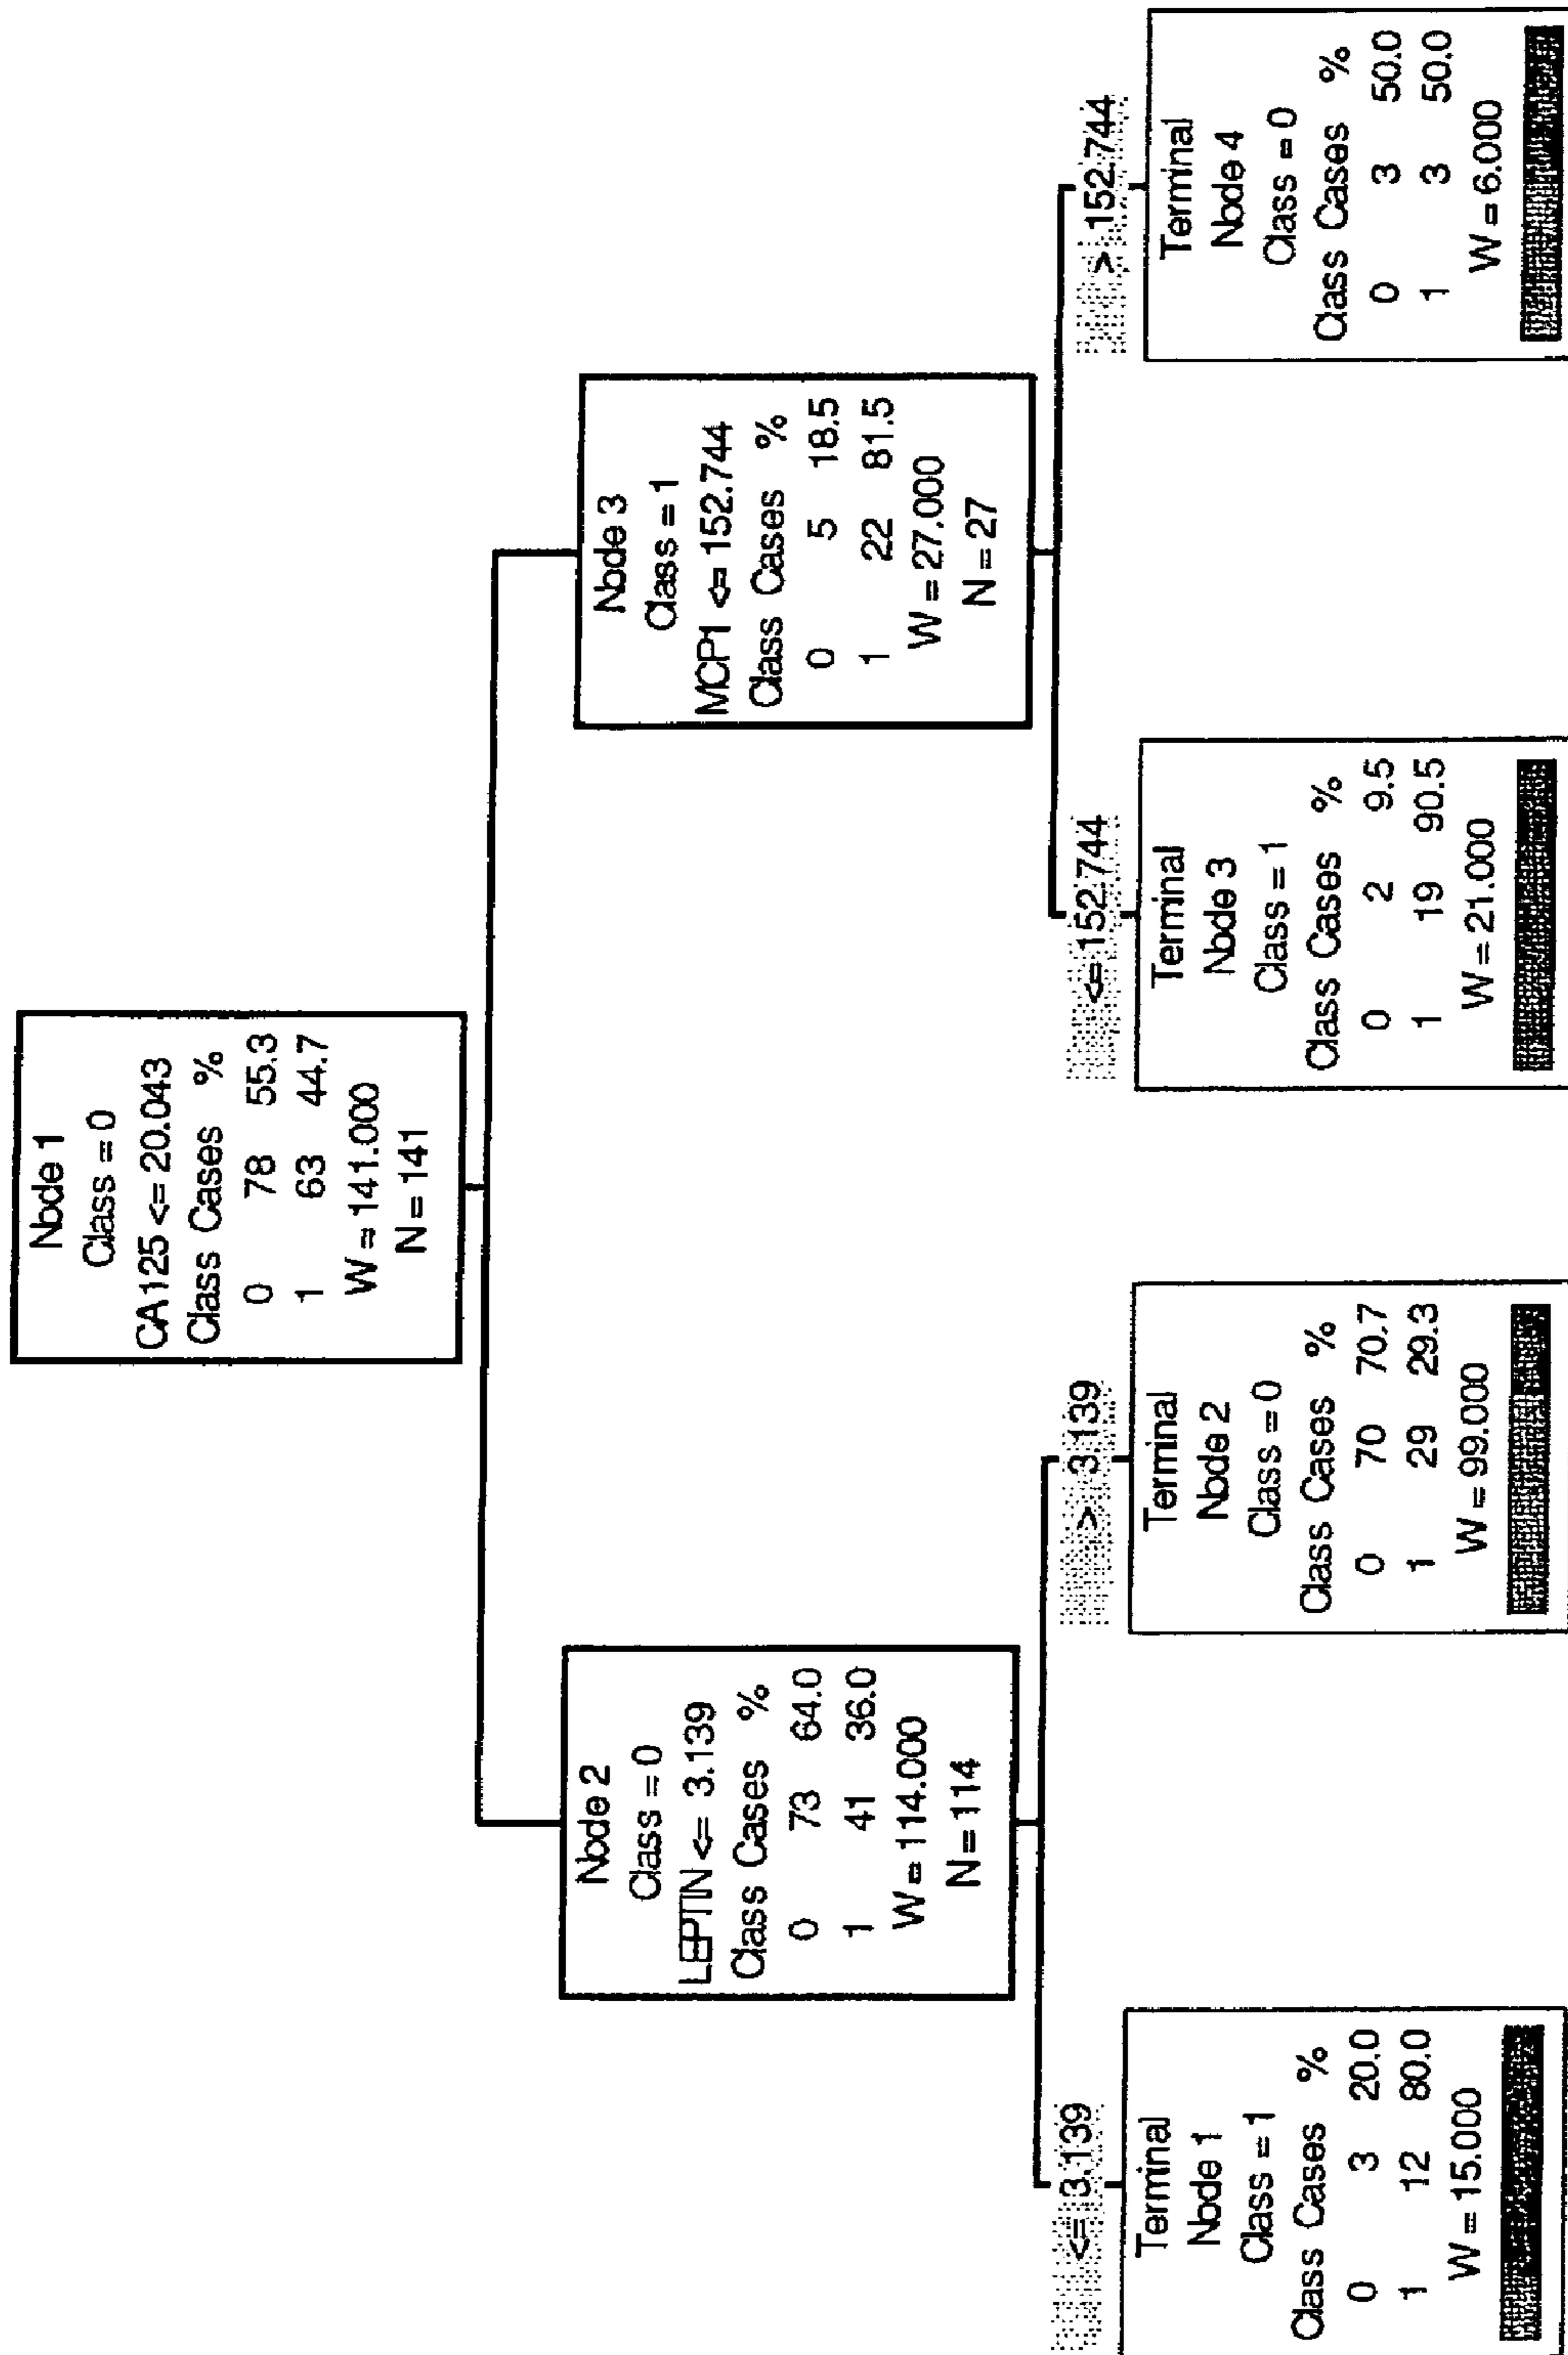 Node 1
Class = 0
CA125 <= 20.043
Class Cases %
0 78 55.3
1 63 44.7
W = 141.000
N = 141
Node 2
Class = 0
LEPTIN <= 3.139
Class Cases %
0 73 64.0
1 41 36.0
W = 114.000
N = 114
Node 3
Class = 1
MCP1 <= 152.744
Class Cases %
0 5 18.5
1 22 81.5
W = 27.000
N = 27
<= 3.139
> 3.139
<= 152.744
> 152.744
Terminal
Node 1
Class = 1
Class Cases %
0 3 20.0
1 12 80.0
W = 15.000
Terminal
Node 2
Class = 0
Class Cases %
0 70 70.7
1 29 29.3
W = 99.000
Terminal
Node 3
Class = 1
Class Cases %
0 2 9.5
1 19 90.5
W = 21.000
Terminal
Node 4
Class = 0
Class Cases %
0 3 50.0
1 3 50.0
W = 6.000